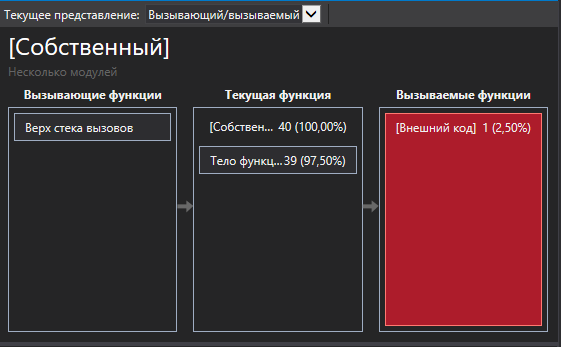 Текущее представление: Вызывающий/вызываемый
[Собственный]
Несколько модулей
Вызывающие функции
Верх стека вызовов
Текущая функция
[Собствен... 40 (100,00%)
Тело функц... 39 (97,50%)
Вызываемые функции
[Внешний код] 1 (2,50%)